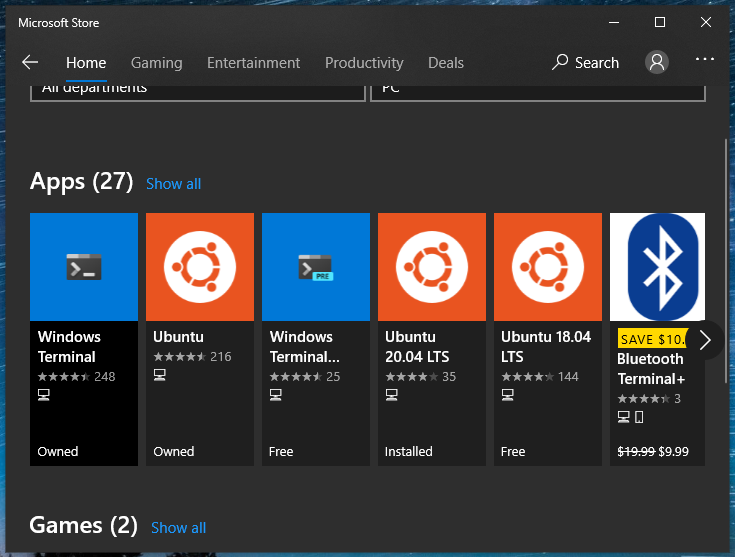 Microsoft Store
Home Gaming Entertainment Productivity Deals Search
All departments PC
Apps (27) Show all
PRE
Windows
Terminal
248
Owned
Ubuntu
216
Owned
Windows
Terminal...
25
Free
Ubuntu
20.04 LTS
35
Installed
Ubuntu 18.04
LTS
144
Free
SAVE $10.
Bluetooth
Terminal+
3
$19.99 $9.99
Games (2) Show all